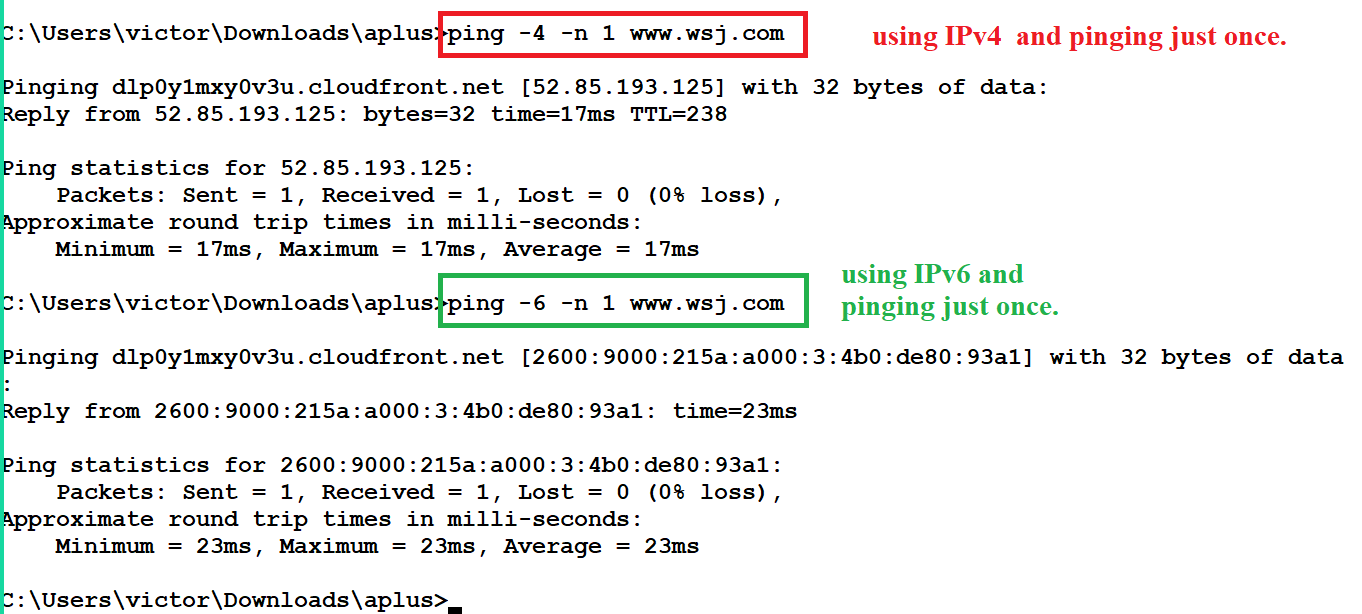 C:\Users\victor\Downloads\aplus>ping -4 -n 1 www.wsj.com
using IPv4 and pinging just once.
Pinging dlp0y1mxy0v3u.cloudfront.net [52.85.193.125] with 32 bytes of data:
Reply from 52.85.193.125: bytes=32 time=17ms TTL=238
Ping statistics for 52.85.193.125:
Packets: Sent = 1, Received = 1, Lost = 0 (0% loss),
Approximate round trip times in milli-seconds:
Minimum = 17ms, Maximum = 17ms, Average = 17ms
C:\Users\victor\Downloads\aplus>ping -6 -n 1 www.wsj.com
using IPv6 and
pinging just once.
Pinging dlp0y1mxy0v3u.cloudfront.net [2600:9000:215a:a000:3:4b0:de80:93a1] with 32 bytes of data
:
Reply from 2600:9000:215a:a000:3:4b0:de80:93a1: time=23ms
Ping statistics for 2600:9000:215a:a000:3:4b0:de80:93a1:
Packets: Sent = 1, Received = 1, Lost = 0 (0% loss),
Approximate round trip times in milli-seconds:
Minimum = 23ms, Maximum = 23ms, Average = 23ms
C:\Users\victor\Downloads\aplus>